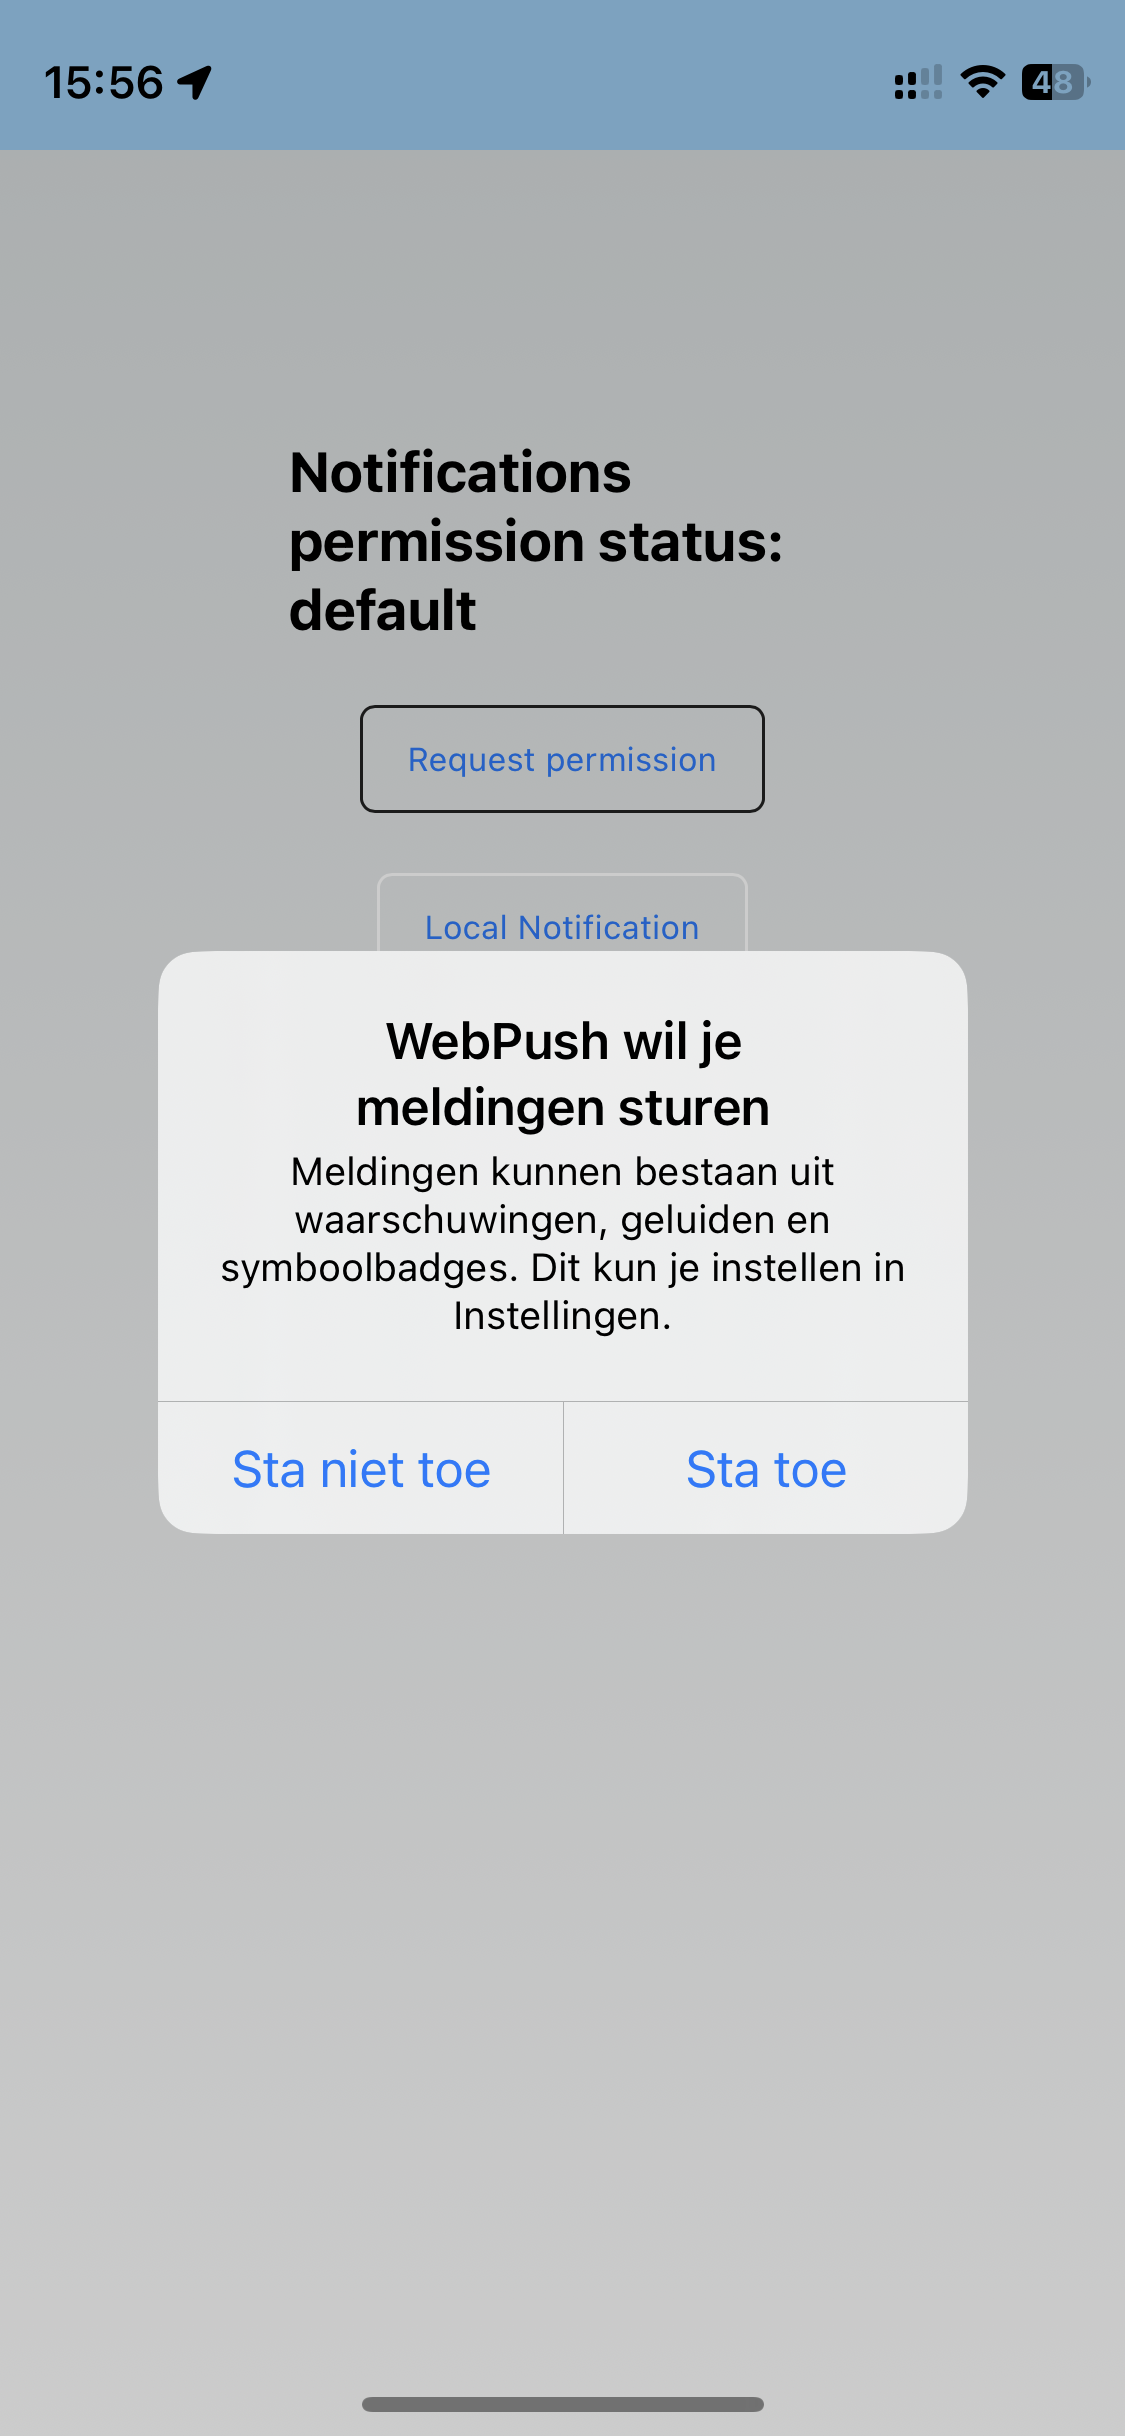 15:56
48
Notifications
permission status:
default
Request permission
Local Notification
WebPush wil je
meldingen sturen
Meldingen kunnen bestaan uit
waarschuwingen, geluiden en
symboolbadges. Dit kun je instellen in
Instellingen.
Sta niet toe
Sta toe